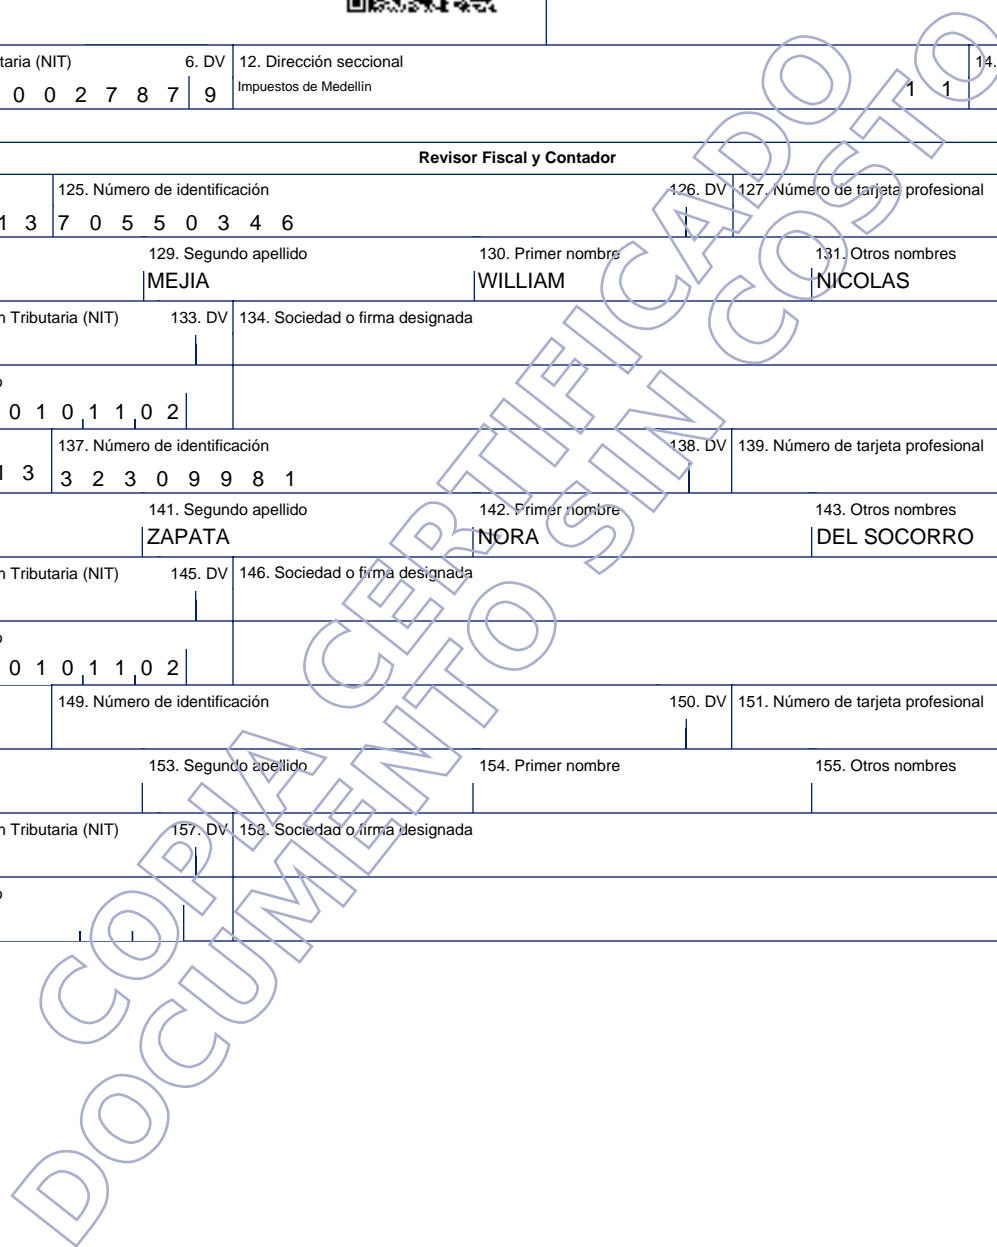 taria (NIT) 6. DV 12. Dirección seccional 14.
0 0 2 7 8 7 9 Impuestos de Medellín 1 1
Revisor Fiscal y Contador
125. Número de identificación 126. DV 127. Número de tarjeta profesional
1 3 7 0 5 5 0 3 4 6
129. Segundo apellido 130. Primer nombre 131. Otros nombres
MEJIA WILLIAM NICOLAS
n Tributaria (NIT) 133. DV 134. Sociedad o firma designada
o
0 1 0 1 1 0 2
137. Número de identificación 138. DV 139. Número de tarjeta profesional
1 3 3 2 3 0 9 9 8 1
141. Segundo apellido 142. Primer nombre 143. Otros nombres
ZAPATA NORA DEL SOCORRO
n Tributaria (NIT) 145. DV 146. Sociedad o firma designada
o
0 1 0 1 1 0 2
149. Número de identificación 150. DV 151. Número de tarjeta profesional
153. Segundo apellido 154. Primer nombre 155. Otros nombres
n Tributaria (NIT) 157. DV 158. Sociedad o firma designada
o
COPIA CERTIFICADO
DOCUMENTO SIN COSTO